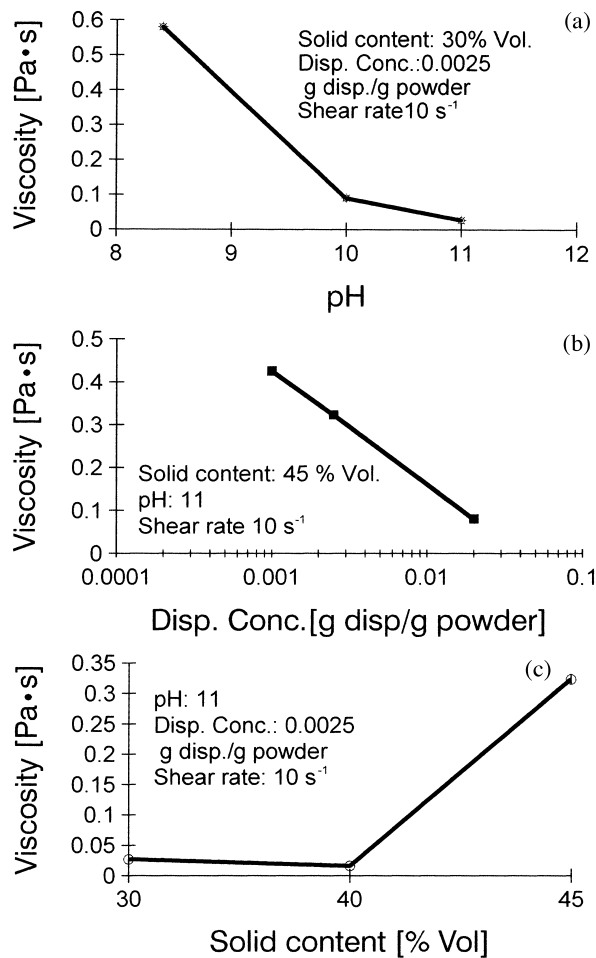 (a)
Viscosity [Pa•s]
0.6
0.5
0.4
0.3
0.2
0.1
0
Solid content: 30% Vol.
Disp. Conc.:0.0025
g disp./g powder
Shear rate10 s⁻¹
8 9 10 11 12
pH
(b)
Viscosity [Pa•s]
0.5
0.4
0.3
0.2
0.1
0
Solid content: 45 % Vol.
pH: 11
Shear rate 10 s⁻¹
0.0001 0.001 0.01 0.1
Disp. Conc.[g disp/g powder]
(c)
Viscosity [Pa•s]
0.35
0.3
0.25
0.2
0.15
0.1
0.05
0
pH: 11
Disp. Conc.: 0.0025
g disp./g powder
Shear rate: 10 s⁻¹
30 40 45
Solid content [% Vol]